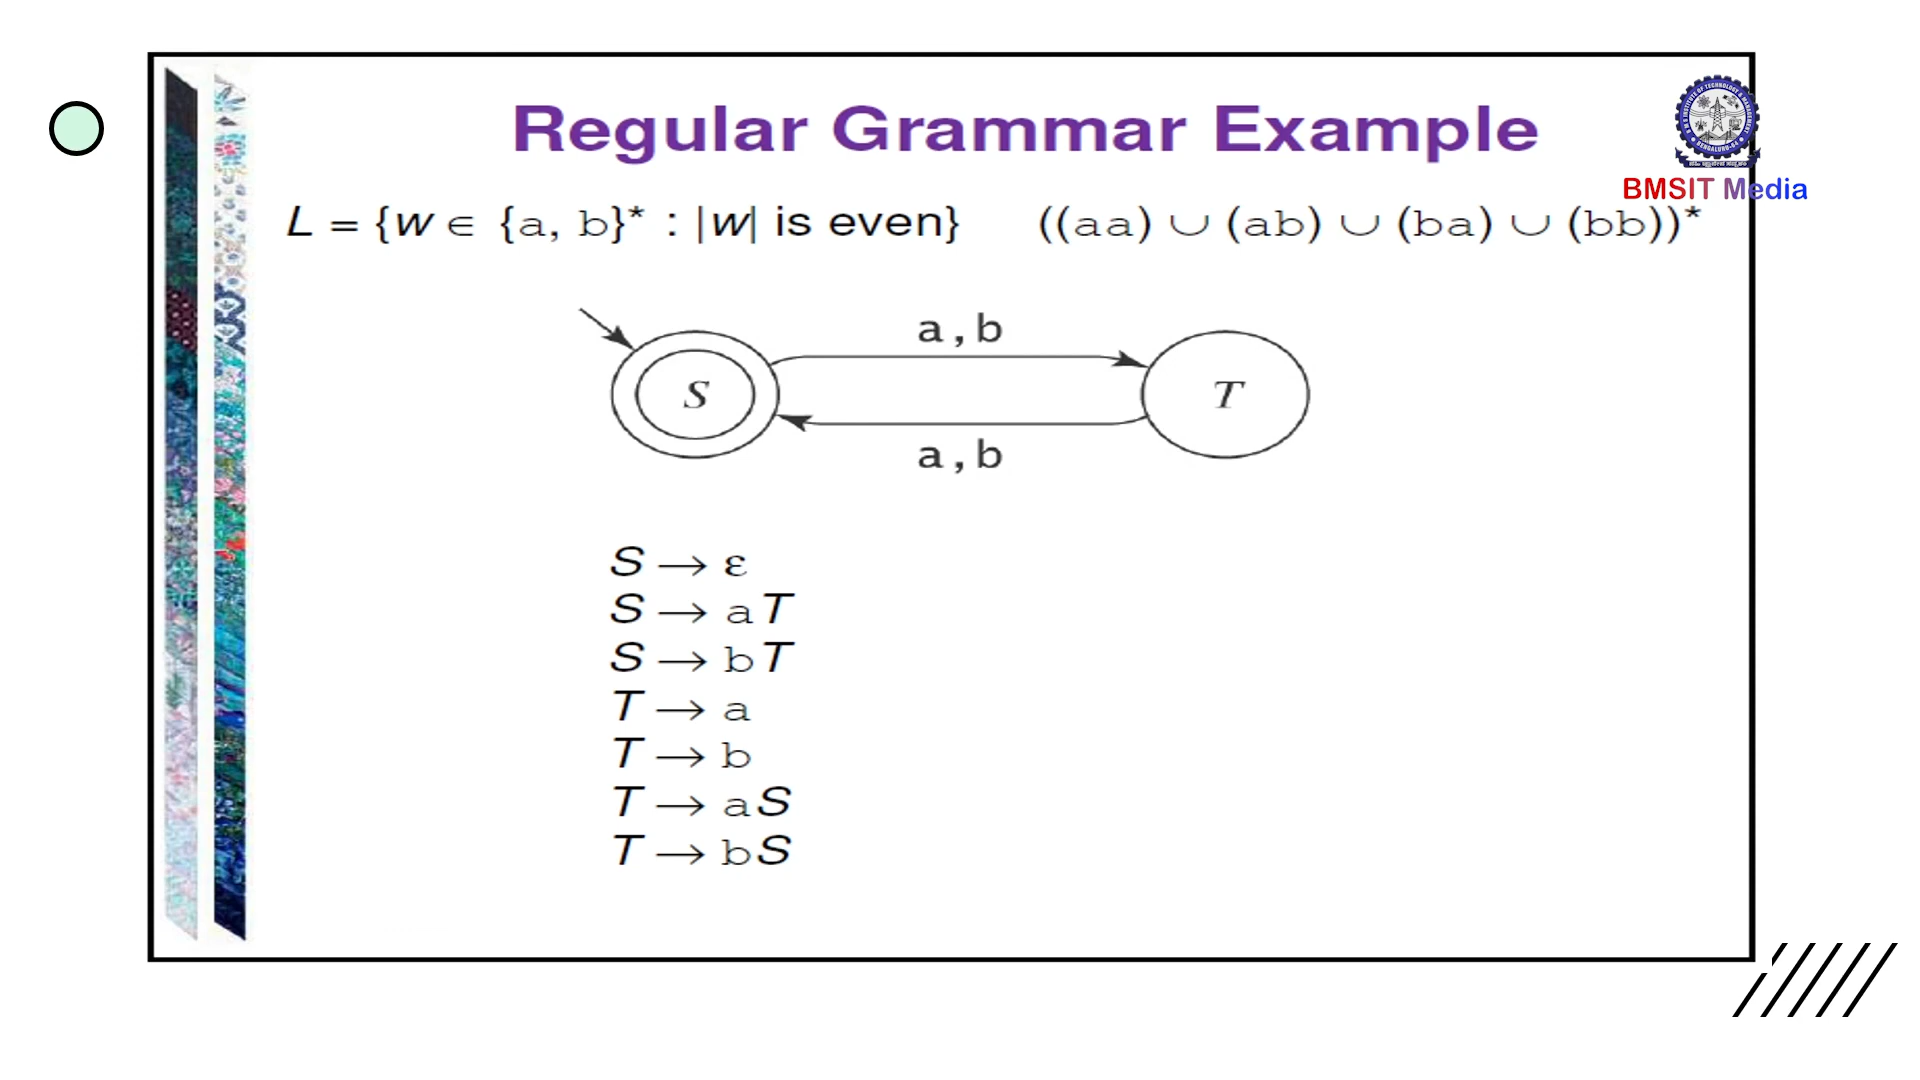 Regular Grammar Example
BMSIT Media
L = {w ∈ {a, b}* : |w| is even} ((aa) ∪ (ab) ∪ (ba) ∪ (bb))*
a,b
S T
a,b
S → ε
S → aT
S → bT
T → a
T → b
T → aS
T → bS